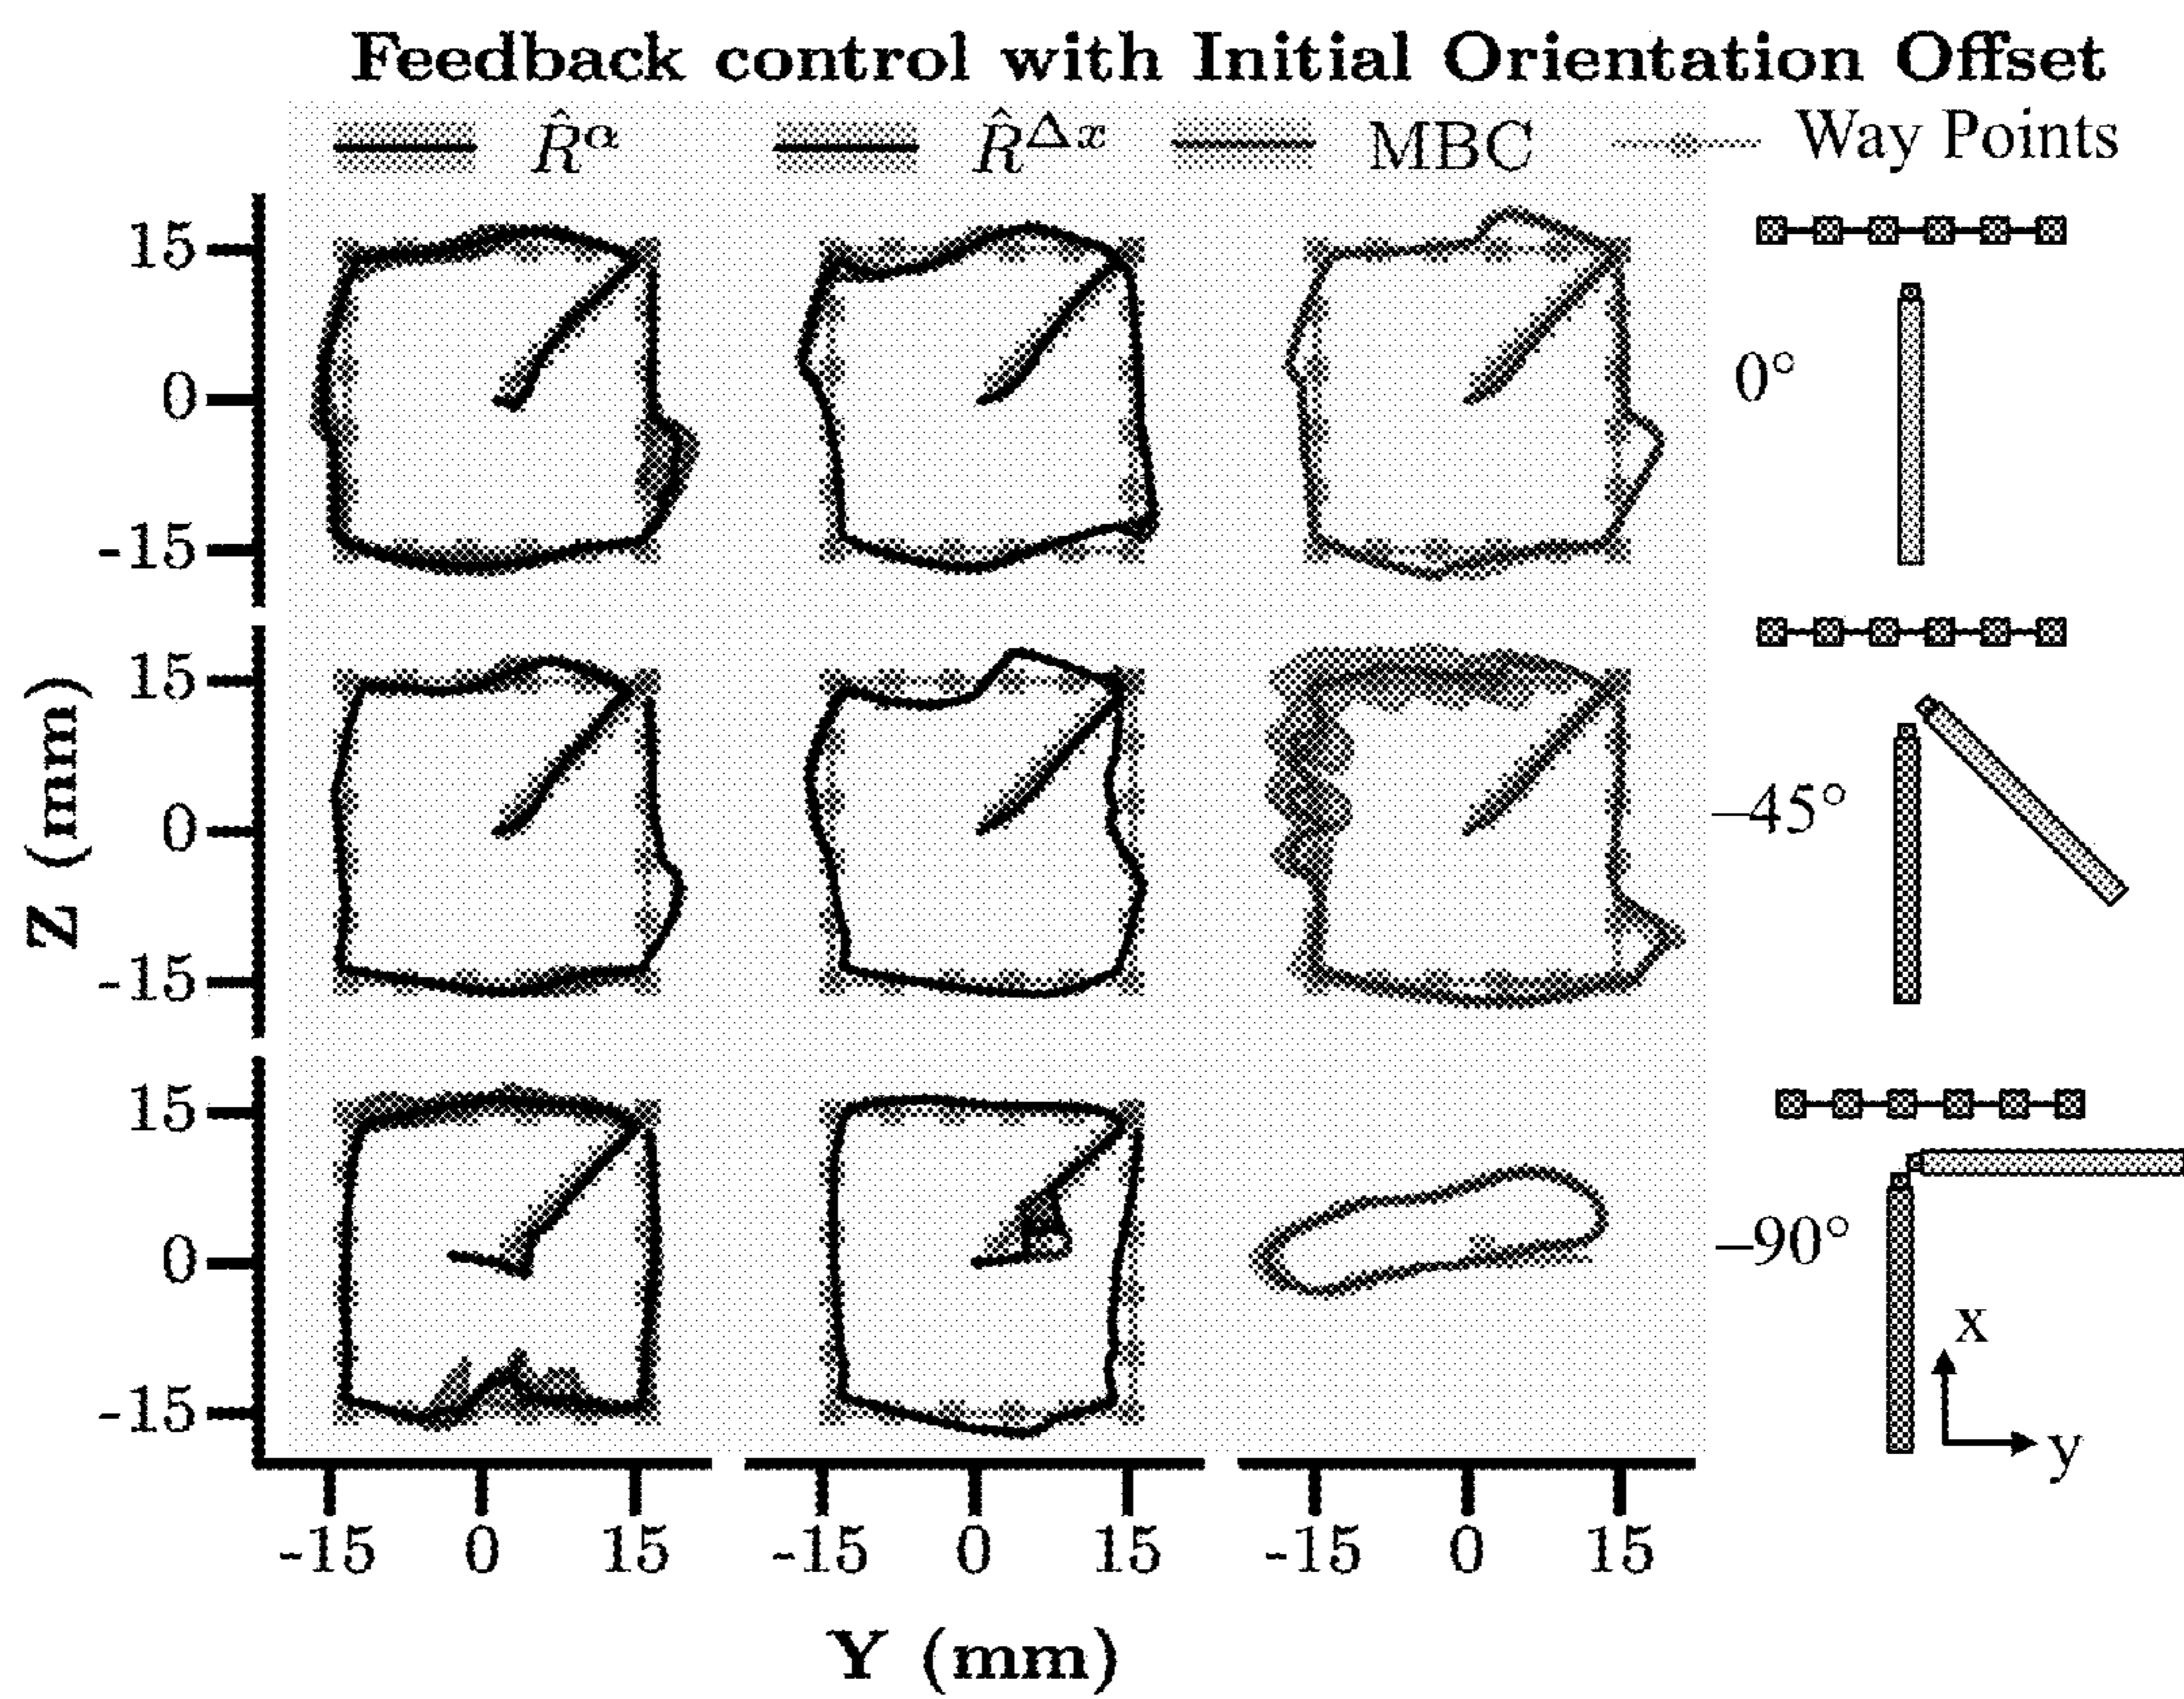 Feedback control with Initial Orientation Offset
R̂^α R̂^Δx MBC Way Points
15
0
-15
0°
15
0
-15
–45°
15
0
-15
–90°
Z (mm)
x
y
-15 0 15 -15 0 15 -15 0 15
Y (mm)